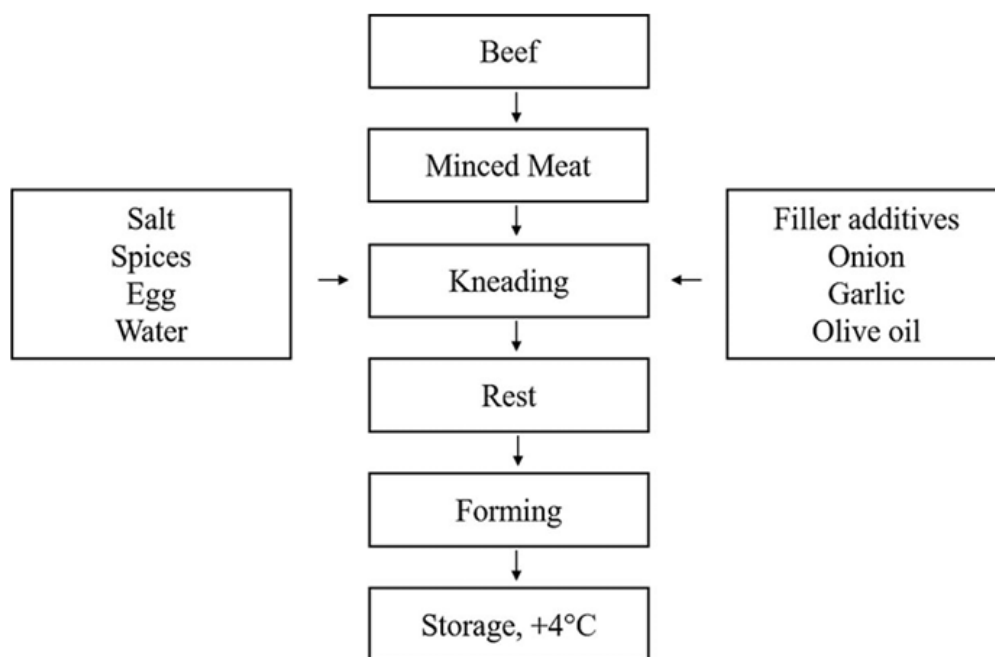 Beef
Minced Meat
Salt
Spices
Egg
Water
Kneading
Filler additives
Onion
Garlic
Olive oil
Rest
Forming
Storage, +4°C